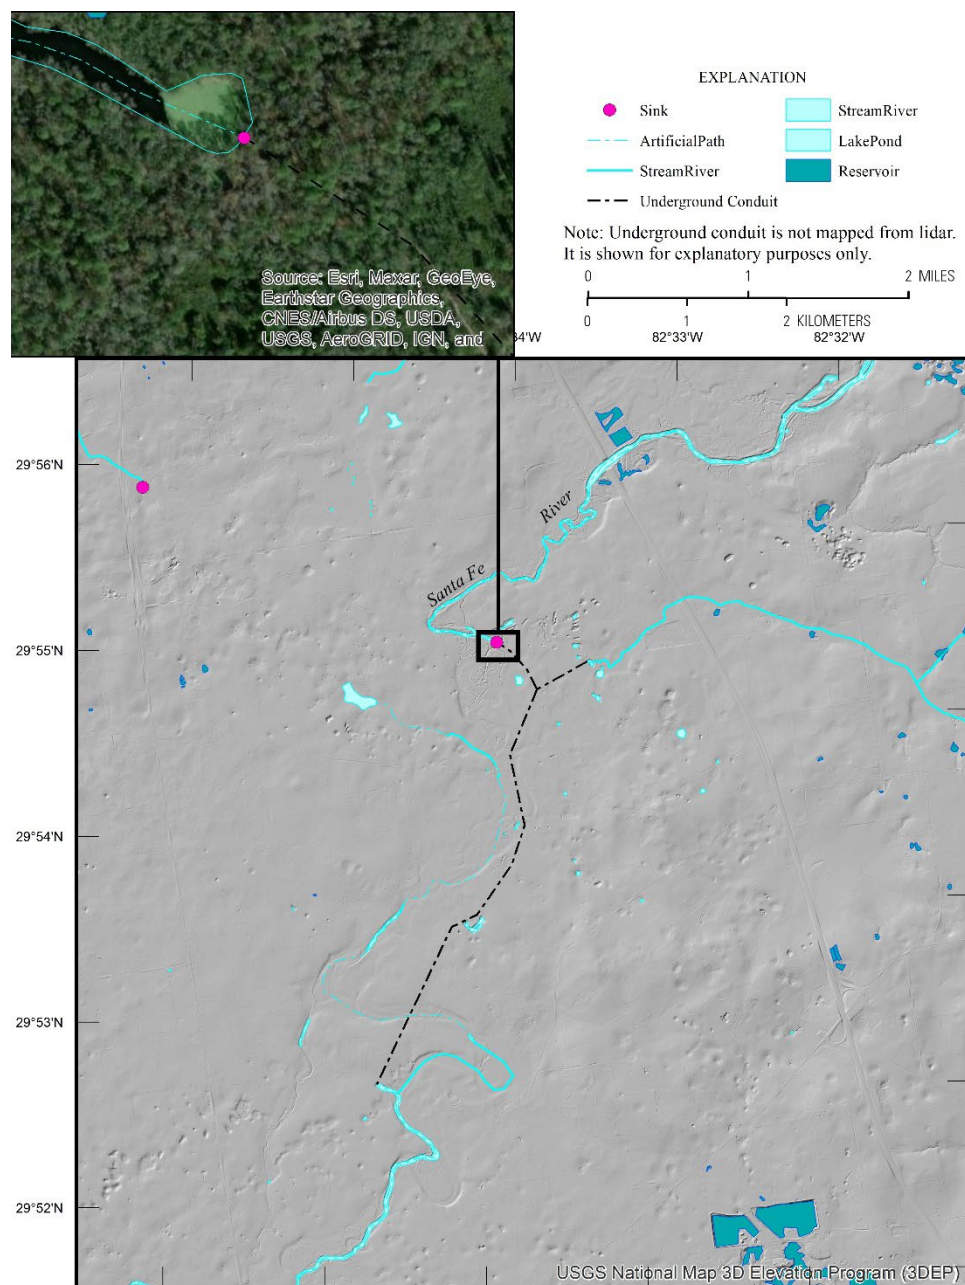 EXPLANATION
Sink
ArtificialPath
StreamRiver
Underground Conduit
StreamRiver
LakePond
Reservoir
Note: Underground conduit is not mapped from lidar.
It is shown for explanatory purposes only.
0 1 2 MILES
0 1 2 KILOMETERS
Source: Esri, Maxar, GeoEye,
Earthstar Geographics,
CNES/Airbus DS, USDA,
USGS, AeroGRID, IGN, and
34'W 82°33'W 82°32'W
29°56'N
River
Santa Fe
29°55'N
29°54'N
29°53'N
29°52'N
USGS National Map 3D Elevation Program (3DEP)